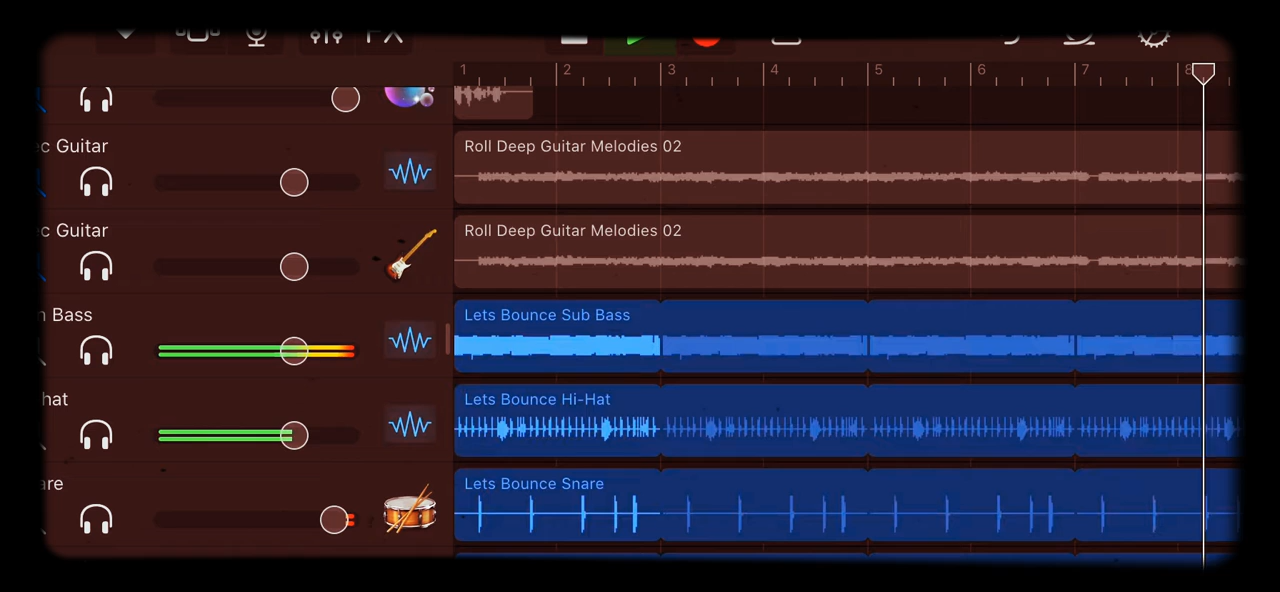 FX
1 2 3 4 5 6 7 8
c Guitar
Roll Deep Guitar Melodies 02
c Guitar
Roll Deep Guitar Melodies 02
Bass
Lets Bounce Sub Bass
hat
Lets Bounce Hi-Hat
are
Lets Bounce Snare